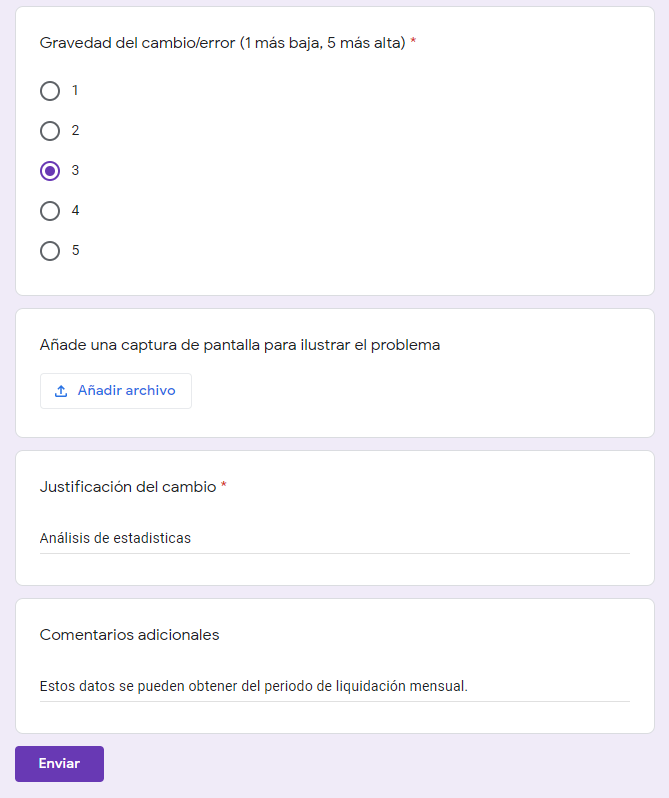 Gravedad del cambio/error (1 más baja, 5 más alta) *
1
2
3
4
5
Añade una captura de pantalla para ilustrar el problema
Añadir archivo
Justificación del cambio *
Análisis de estadisticas
Comentarios adicionales
Estos datos se pueden obtener del periodo de liquidación mensual.
Enviar